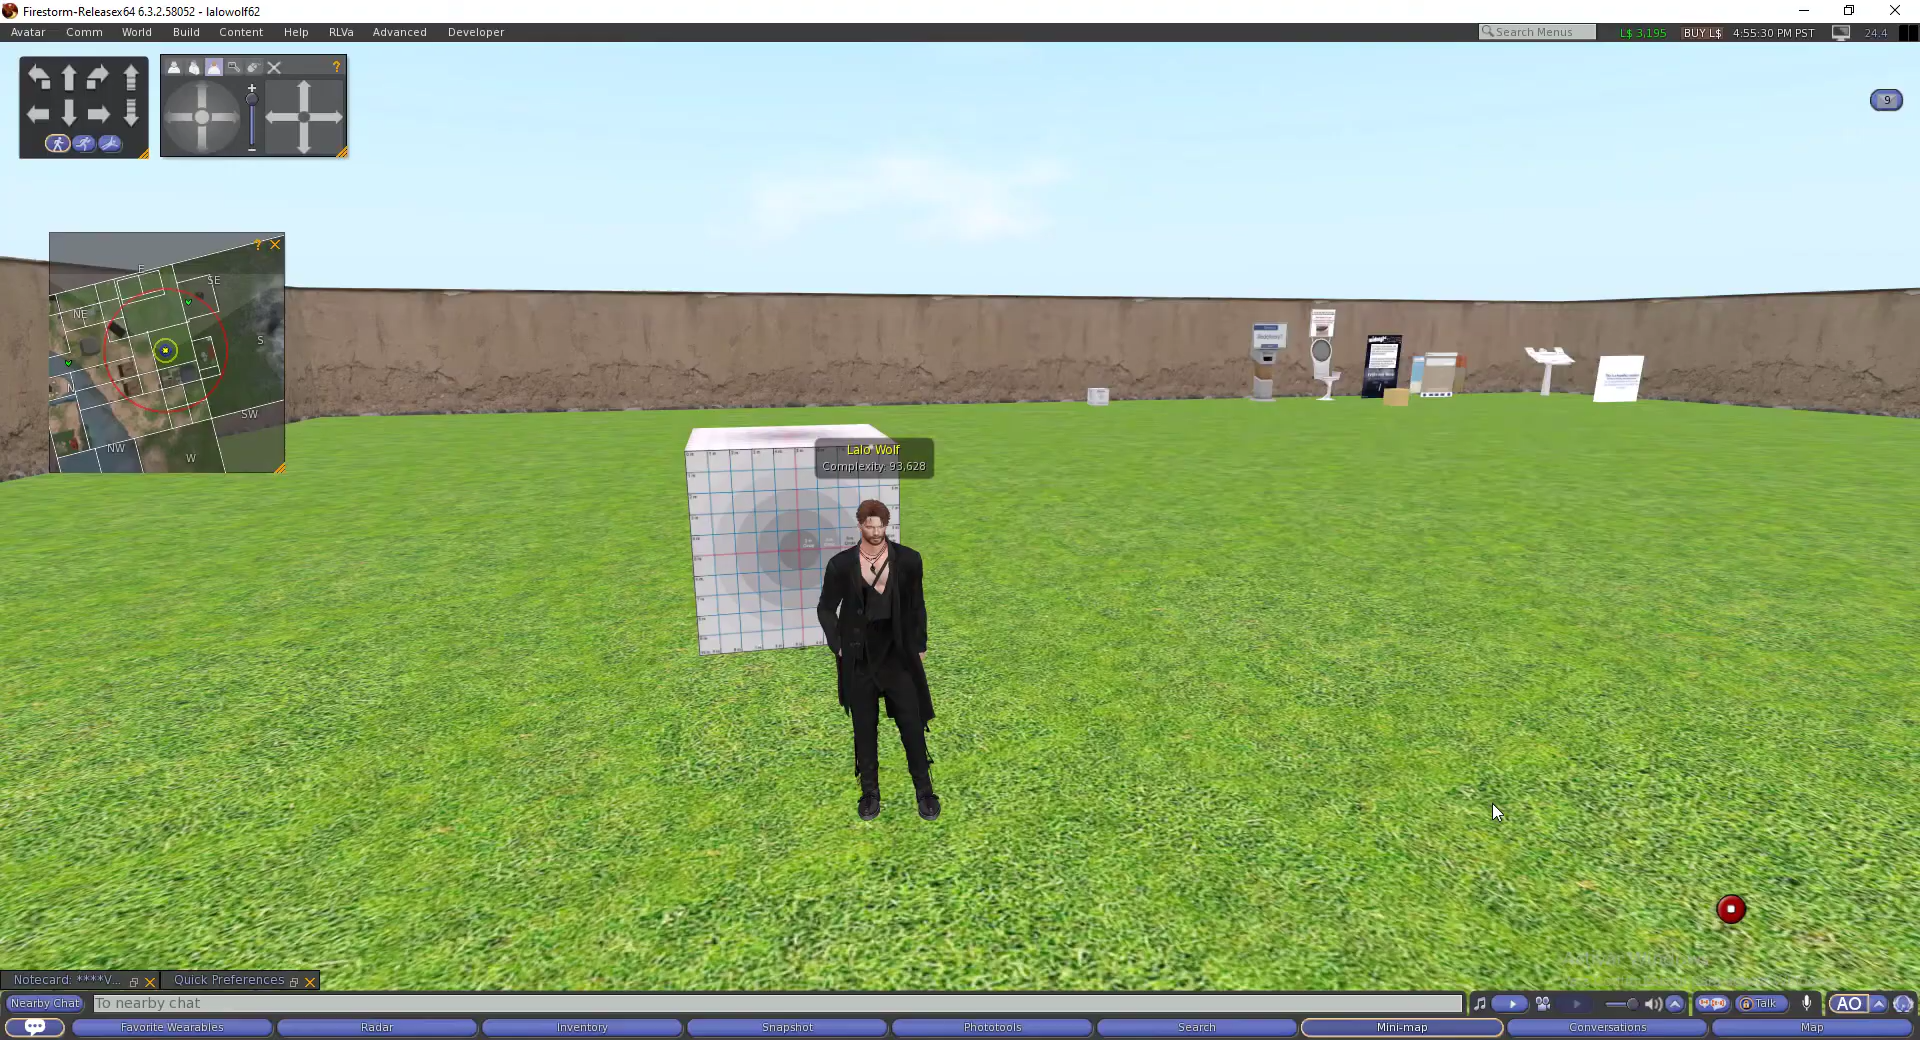 Firestorm-Releasex64 6.3.2.58052 - lalowolf62
Avatar Comm World Build Content Help RLVa Advanced Developer
Search Menus L$ 3,195 BUY L$ 4:55:30 PM PST 24.4
?
9
? 
E
SE
NE
S
N
SW
NW
W
Lalo Wolf
Complexity: 93,628
Notecard: ****V... Quick Preferences
Nearby Chat To nearby chat Talk AO
Favorite Wearables Radar Inventory Snapshot Phototools Search Mini-map Conversations Map